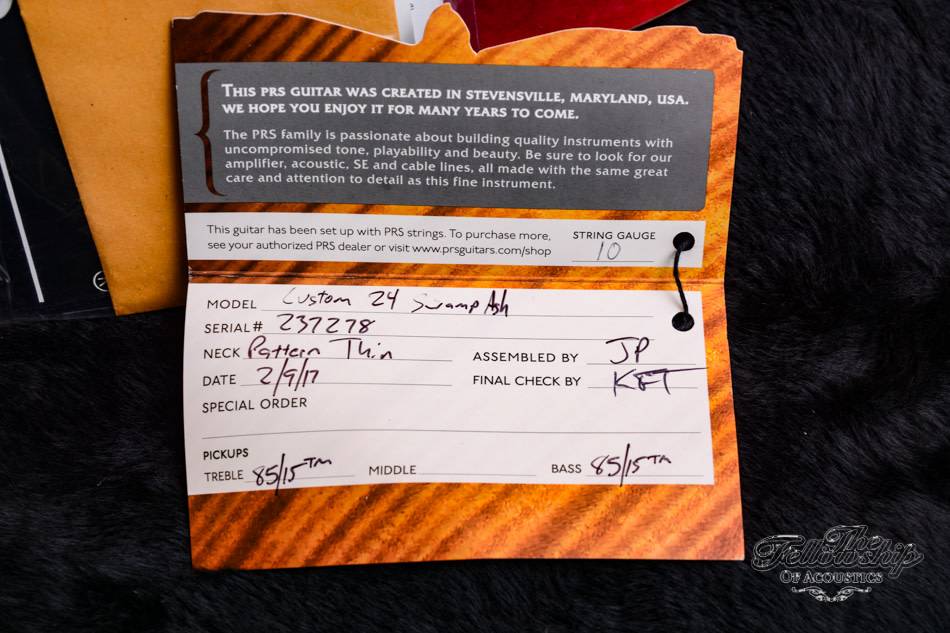 THIS PRS GUITAR WAS CREATED IN STEVENSVILLE, MARYLAND, USA.
WE HOPE YOU ENJOY IT FOR MANY YEARS TO COME.
The PRS family is passionate about building quality instruments with
uncompromised tone, playability and beauty. Be sure to look for our
amplifier, acoustic, SE and cable lines, all made with the same great
care and attention to detail as this fine instrument.
This guitar has been set up with PRS strings. To purchase more,
see your authorized PRS dealer or visit www.prsguitars.com/shop
STRING GAUGE
10
MODEL Custom 24 Swamp Ash
SERIAL# 237278
NECK Pattern Thin
ASSEMBLED BY JP
DATE 2/9/17
FINAL CHECK BY KFT
SPECIAL ORDER
PICKUPS
TREBLE 85/15™ MIDDLE BASS 85/15™
The
Fellowship
OF ACOUSTICS